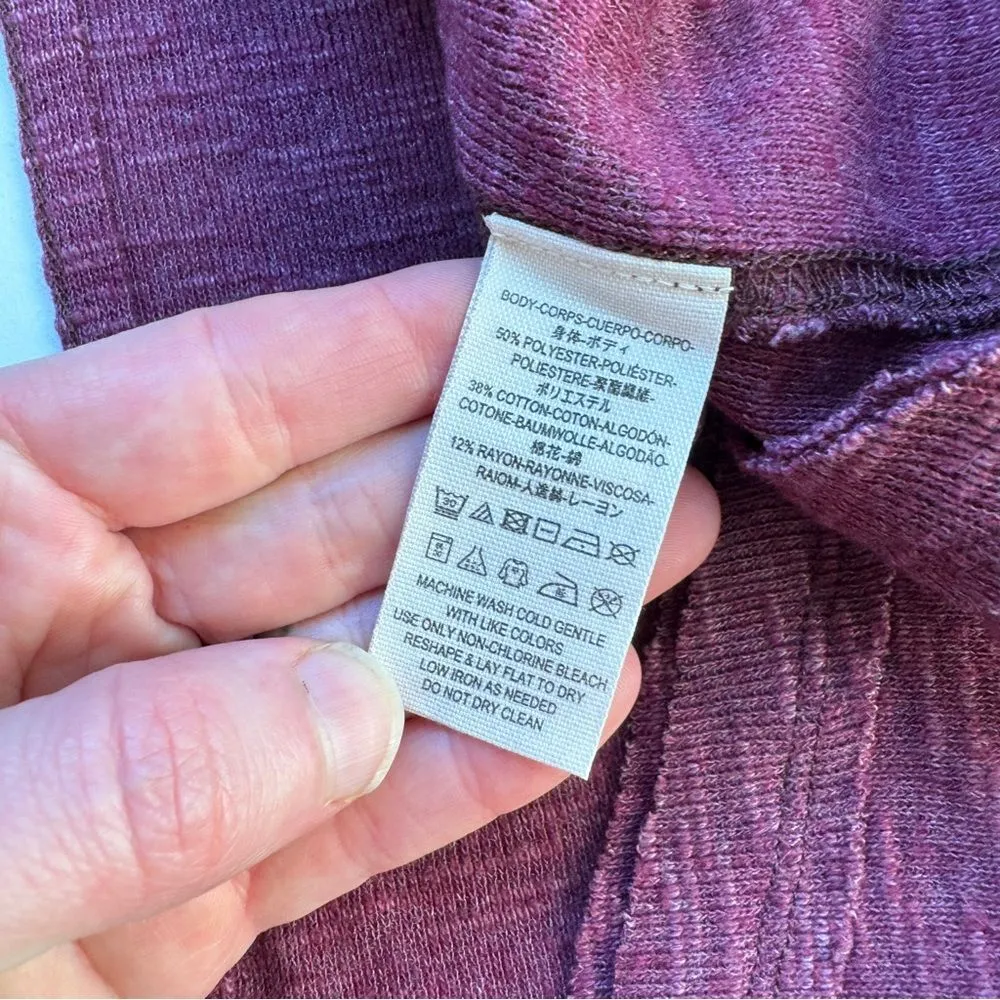 BODY-CORPS-CUERPO-CORPO-
身体-ボディ
50% POLYESTER-POLIÉSTER-
POLIESTERE-聚酯纖維-
ポリエステル
38% COTTON-COTON-ALGODÓN-
COTONE-BAUMWOLLE-ALGODÃO-
棉花-綿
12% RAYON-RAYONNE-VISCOSA-
RAIOM-人造絲-レーヨン
30
MACHINE WASH COLD GENTLE
WITH LIKE COLORS
USE ONLY NON-CHLORINE BLEACH
RESHAPE & LAY FLAT TO DRY
LOW IRON AS NEEDED
DO NOT DRY CLEAN